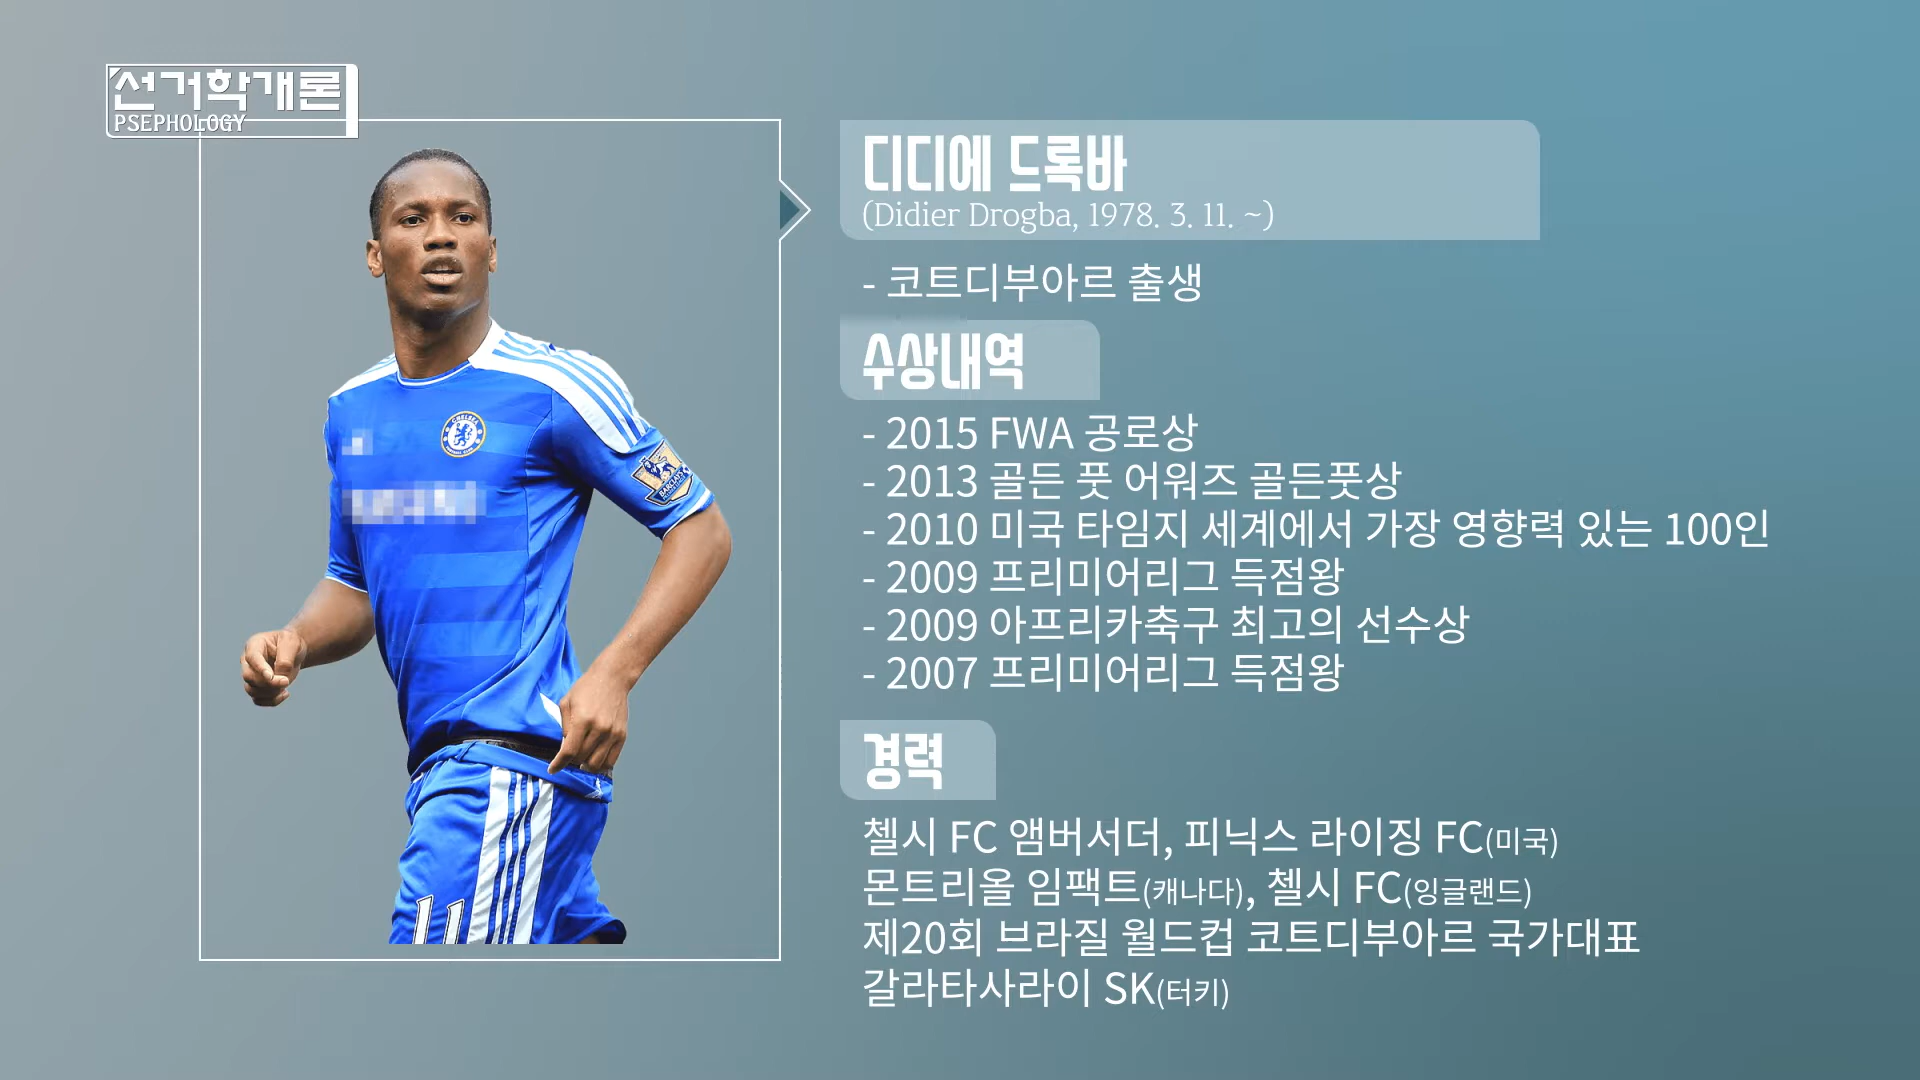 선거학개론
PSEPHOLOGY
디디에 드록바
(Didier Drogba, 1978. 3. 11. ~)
- 코트디부아르 출생
수상내역
- 2015 FWA 공로상
- 2013 골든 풋 어워즈 골든풋상
- 2010 미국 타임지 세계에서 가장 영향력 있는 100인
- 2009 프리미어리그 득점왕
- 2009 아프리카축구 최고의 선수상
- 2007 프리미어리그 득점왕
경력
첼시 FC 앰버서더, 피닉스 라이징 FC(미국)
몬트리올 임팩트(캐나다), 첼시 FC(잉글랜드)
제20회 브라질 월드컵 코트디부아르 국가대표
갈라타사라이 SK(터키)
CHELSEA
FOOTBALL CLUB
BARCLAYS
11